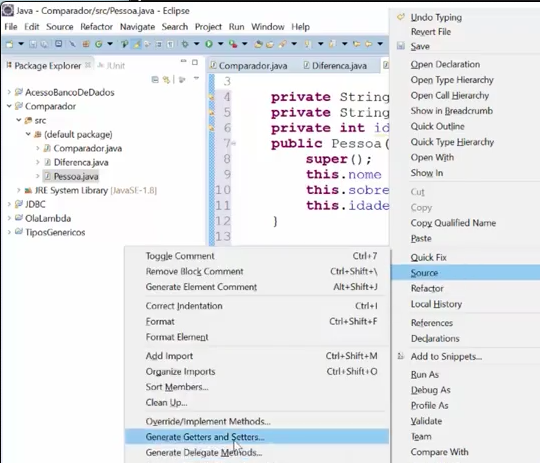 Java - Comparador/src/Pessoa.java - Eclipse
File Edit Source Refactor Navigate Search Project Run Window Help
Package Explorer JUnit
AcessoBancoDeDados
Comparador
src
(default package)
Comparador.java
Diferenca.java
Pessoa.java
JRE System Library [JavaSE-1.8]
JDBC
OlaLambda
TiposGenericos
Comparador.java Diferenca.java
3
4 private String
5 private String
6 private int id
7 public Pessoa(
8 super();
9 this.nome
10 this.sobre
11 this.idade
12 }
13
Undo Typing
Revert File
Save
Open Declaration
Open Type Hierarchy
Open Call Hierarchy
Show in Breadcrumb
Quick Outline
Quick Type Hierarchy
Open With
Show In
Cut
Copy
Copy Qualified Name
Paste
Quick Fix
Source
Refactor
Local History
References
Declarations
Add to Snippets...
Run As
Debug As
Profile As
Validate
Team
Compare With
Toggle Comment Ctrl+7
Remove Block Comment Ctrl+Shift+\
Generate Element Comment Alt+Shift+J
Correct Indentation Ctrl+I
Format Ctrl+Shift+F
Format Element
Add Import Ctrl+Shift+M
Organize Imports Ctrl+Shift+O
Sort Members...
Clean Up...
Override/Implement Methods...
Generate Getters and Setters...
Generate Delegate Methods...